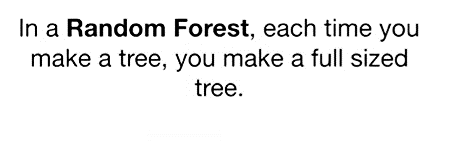 In a Random Forest, each time you
make a tree, you make a full sized
tree.